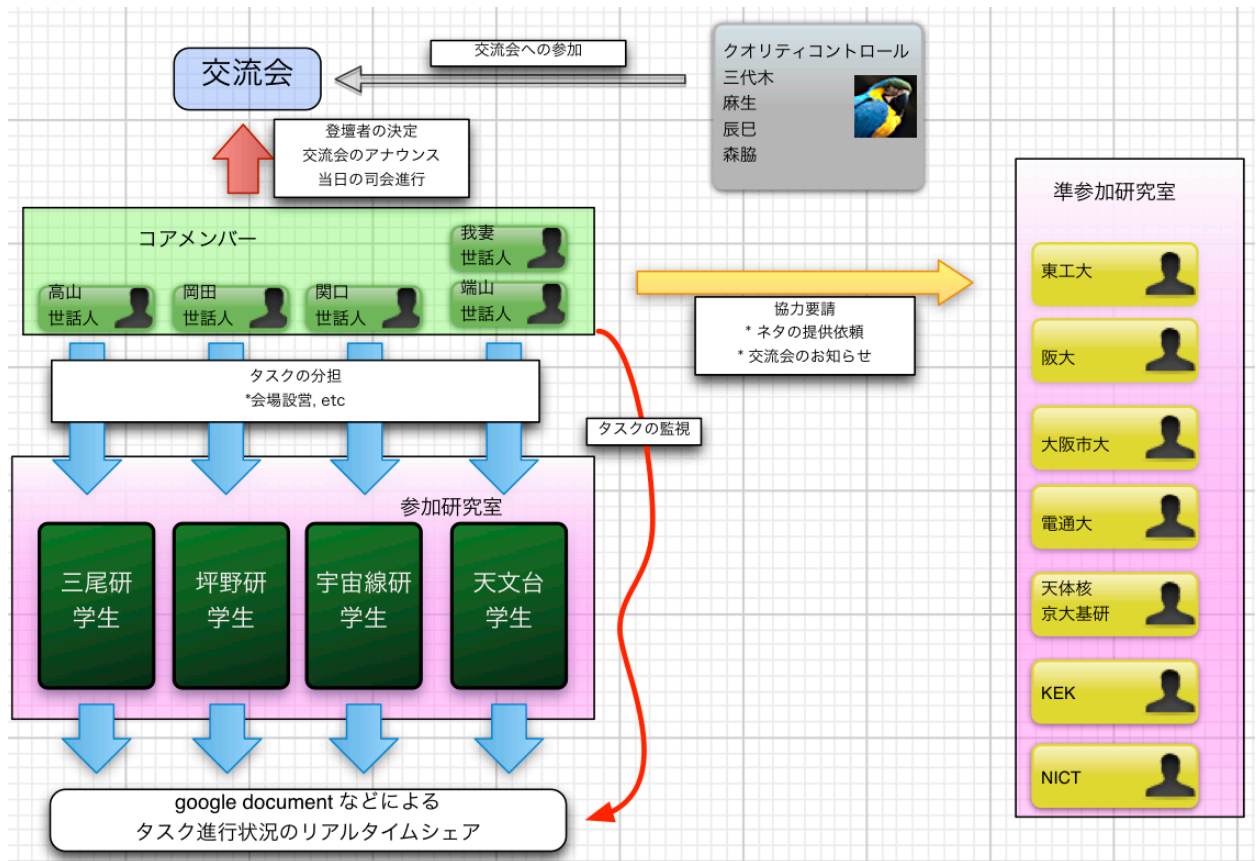 交流会
交流会への参加
クオリティコントロール
三代木
麻生
辰巳
森脇
登壇者の決定
交流会のアナウンス
当日の司会進行
コアメンバー
我妻
世話人
高山
世話人
岡田
世話人
関口
世話人
端山
世話人
協力要請
* ネタの提供依頼
* 交流会のお知らせ
タスクの分担
*会場設営, etc
タスクの監視
参加研究室
三尾研
学生
坪野研
学生
宇宙線研
学生
天文台
学生
google document などによる
タスク進行状況のリアルタイムシェア
準参加研究室
東工大
阪大
大阪市大
電通大
天体核
京大基研
KEK
NICT